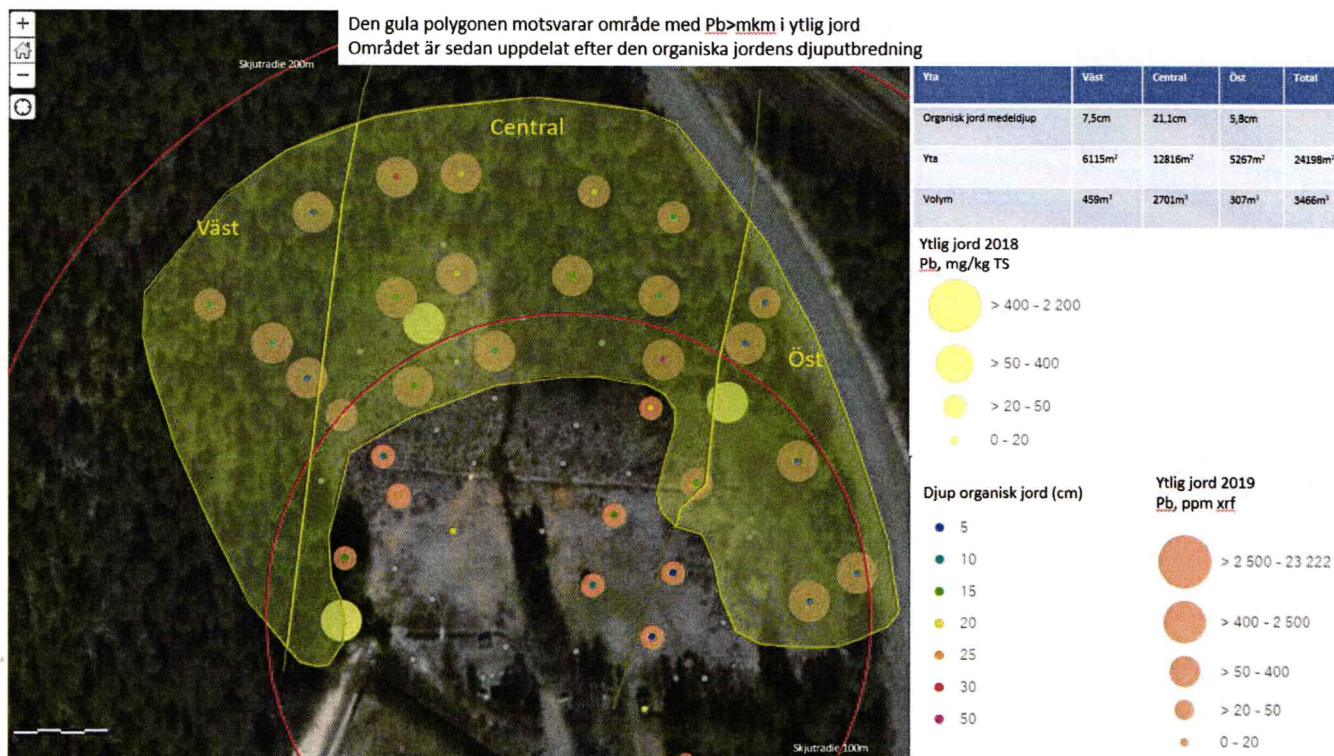 Den gula polygonen motsvarar område med Pb>mkm i ytlig jord
Området är sedan uppdelat efter den organiska jordens djuputbredning
+
−
Skjutradie 200m
Central
Väst
Öst
Skjutradie 100m
Yta Väst Central Öst Total
Organisk jord medeldjup 7,5cm 21,1cm 5,8cm
Yta 6115m² 12816m² 5267m² 24198m²
Volym 459m³ 2701m³ 307m³ 3466m³
Ytlig jord 2018
Pb, mg/kg TS
> 400 - 2 200
> 50 - 400
> 20 - 50
0 - 20
Djup organisk jord (cm)
5
10
15
20
25
30
50
Ytlig jord 2019
Pb, ppm xrf
> 2 500 - 23 222
> 400 - 2 500
> 50 - 400
> 20 - 50
0 - 20